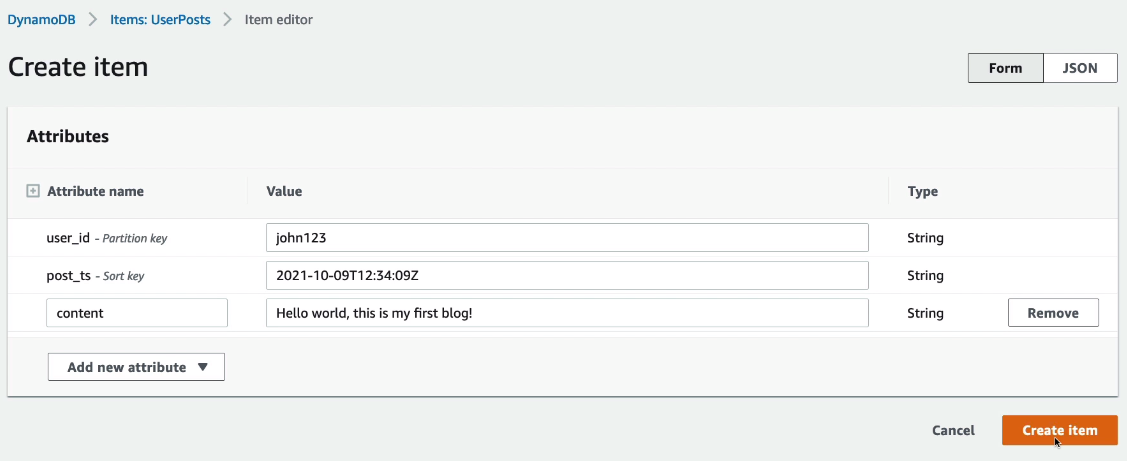 DynamoDB > Items: UserPosts > Item editor
Create item
Form JSON
Attributes
Attribute name Value Type
user_id - Partition key john123 String
post_ts - Sort key 2021-10-09T12:34:09Z String
content Hello world, this is my first blog! String Remove
Add new attribute ▼
Cancel Create item